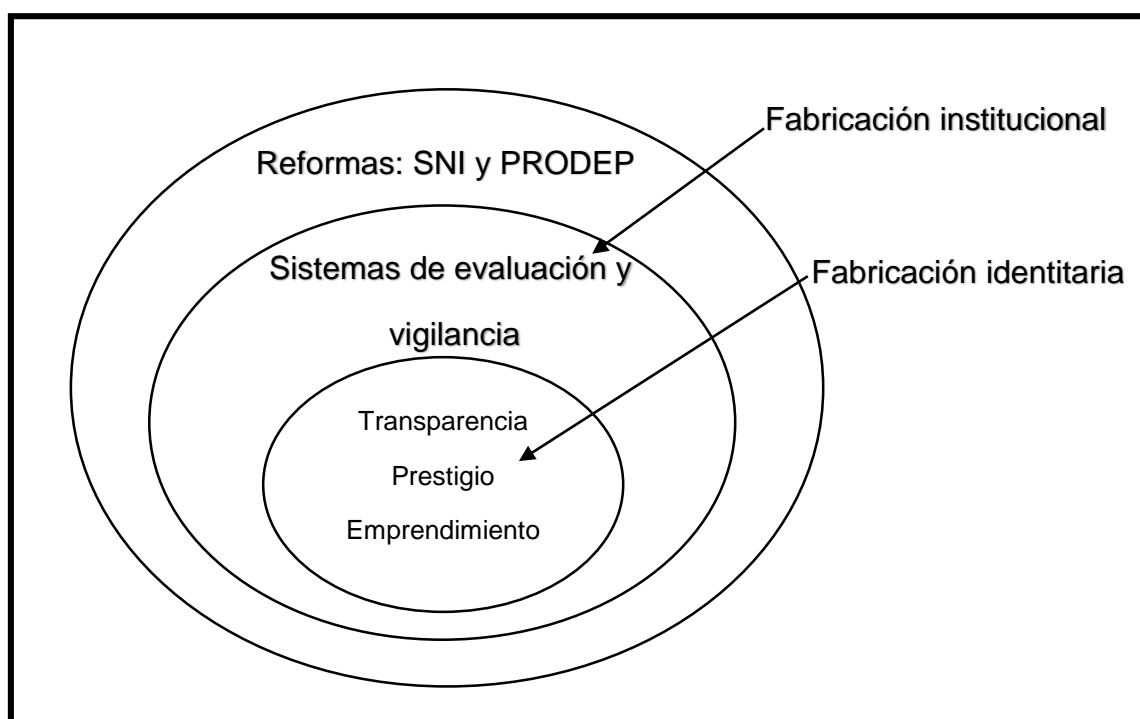 Fabricación institucional
Reformas: SNI y PRODEP
Sistemas de evaluación y
vigilancia
Fabricación identitaria
Transparencia
Prestigio
Emprendimiento